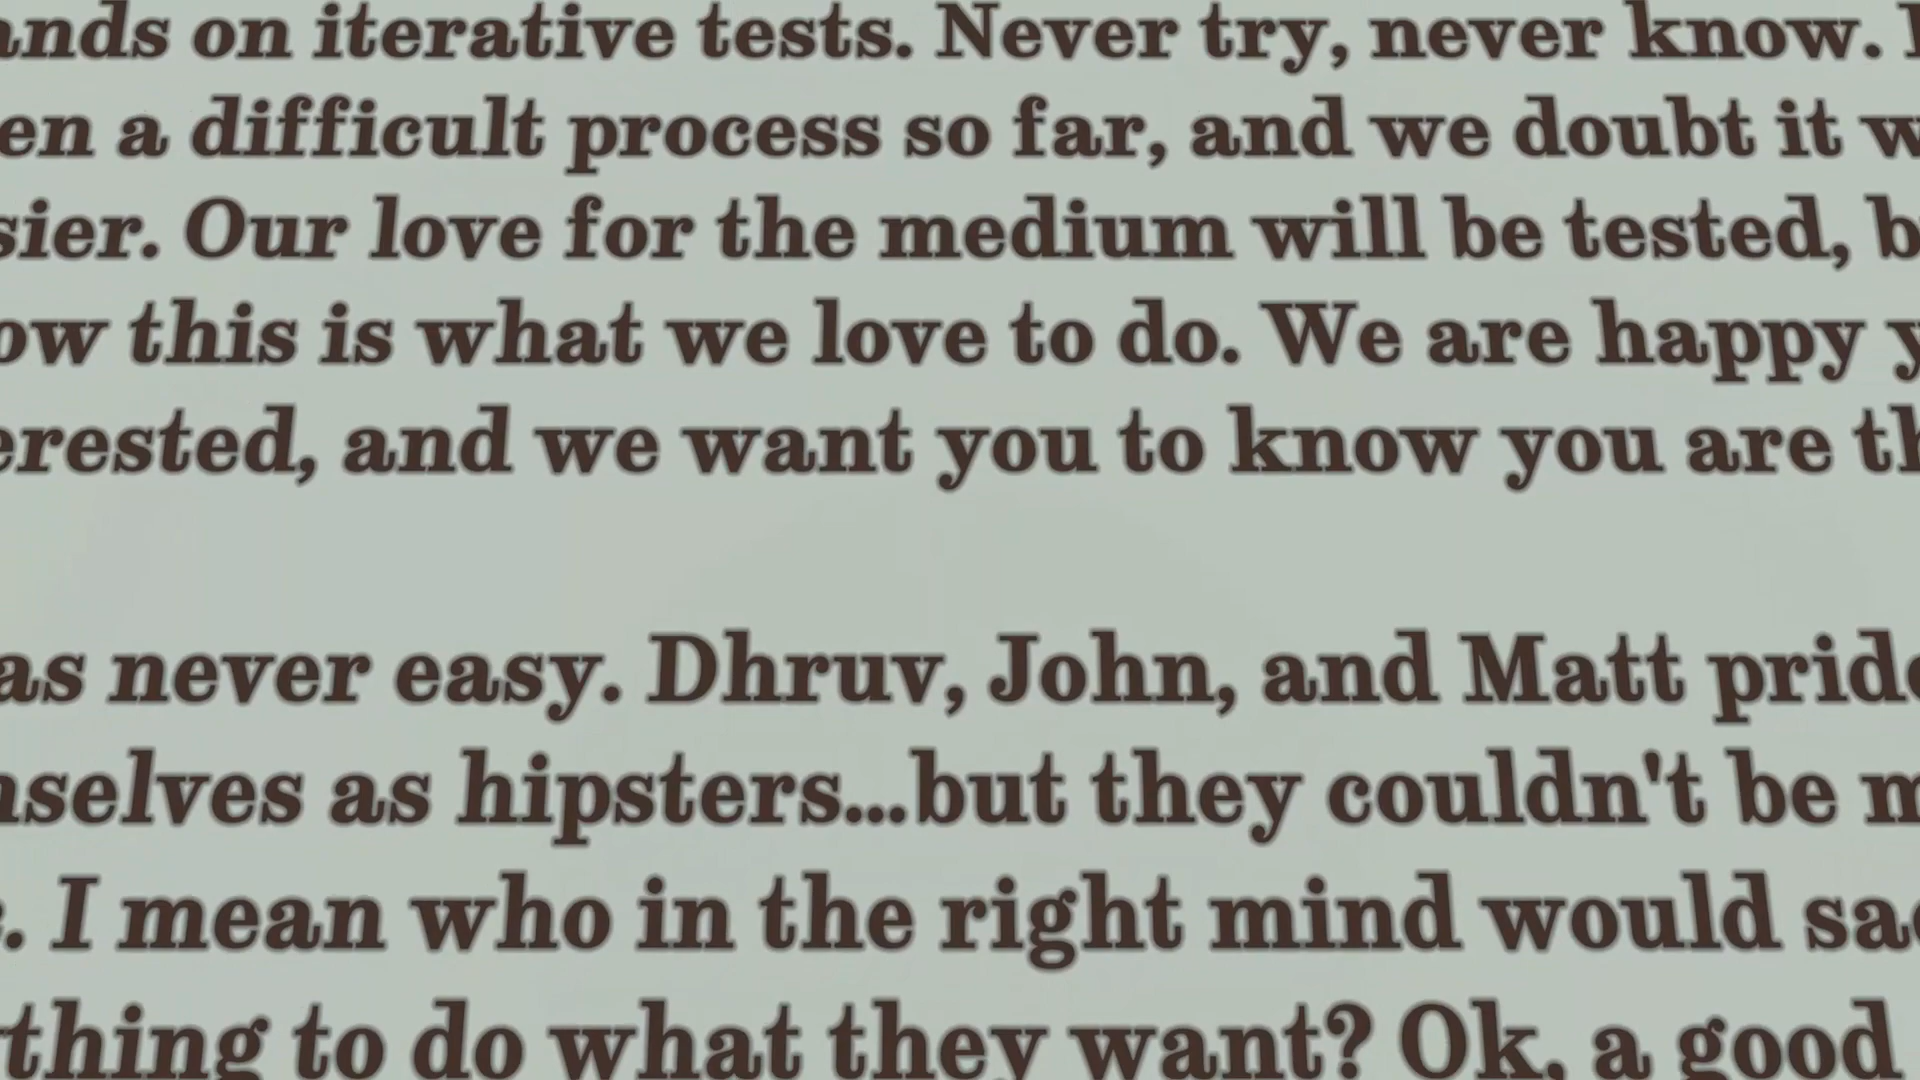 ands on iterative tests. Never try, never know.
en a difficult process so far, and we doubt it w
sier. Our love for the medium will be tested, b
ow this is what we love to do. We are happy y
erested, and we want you to know you are th
as never easy. Dhruv, John, and Matt pride
nselves as hipsters...but they couldn't be m
. I mean who in the right mind would sac
thing to do what they want? Ok, a good